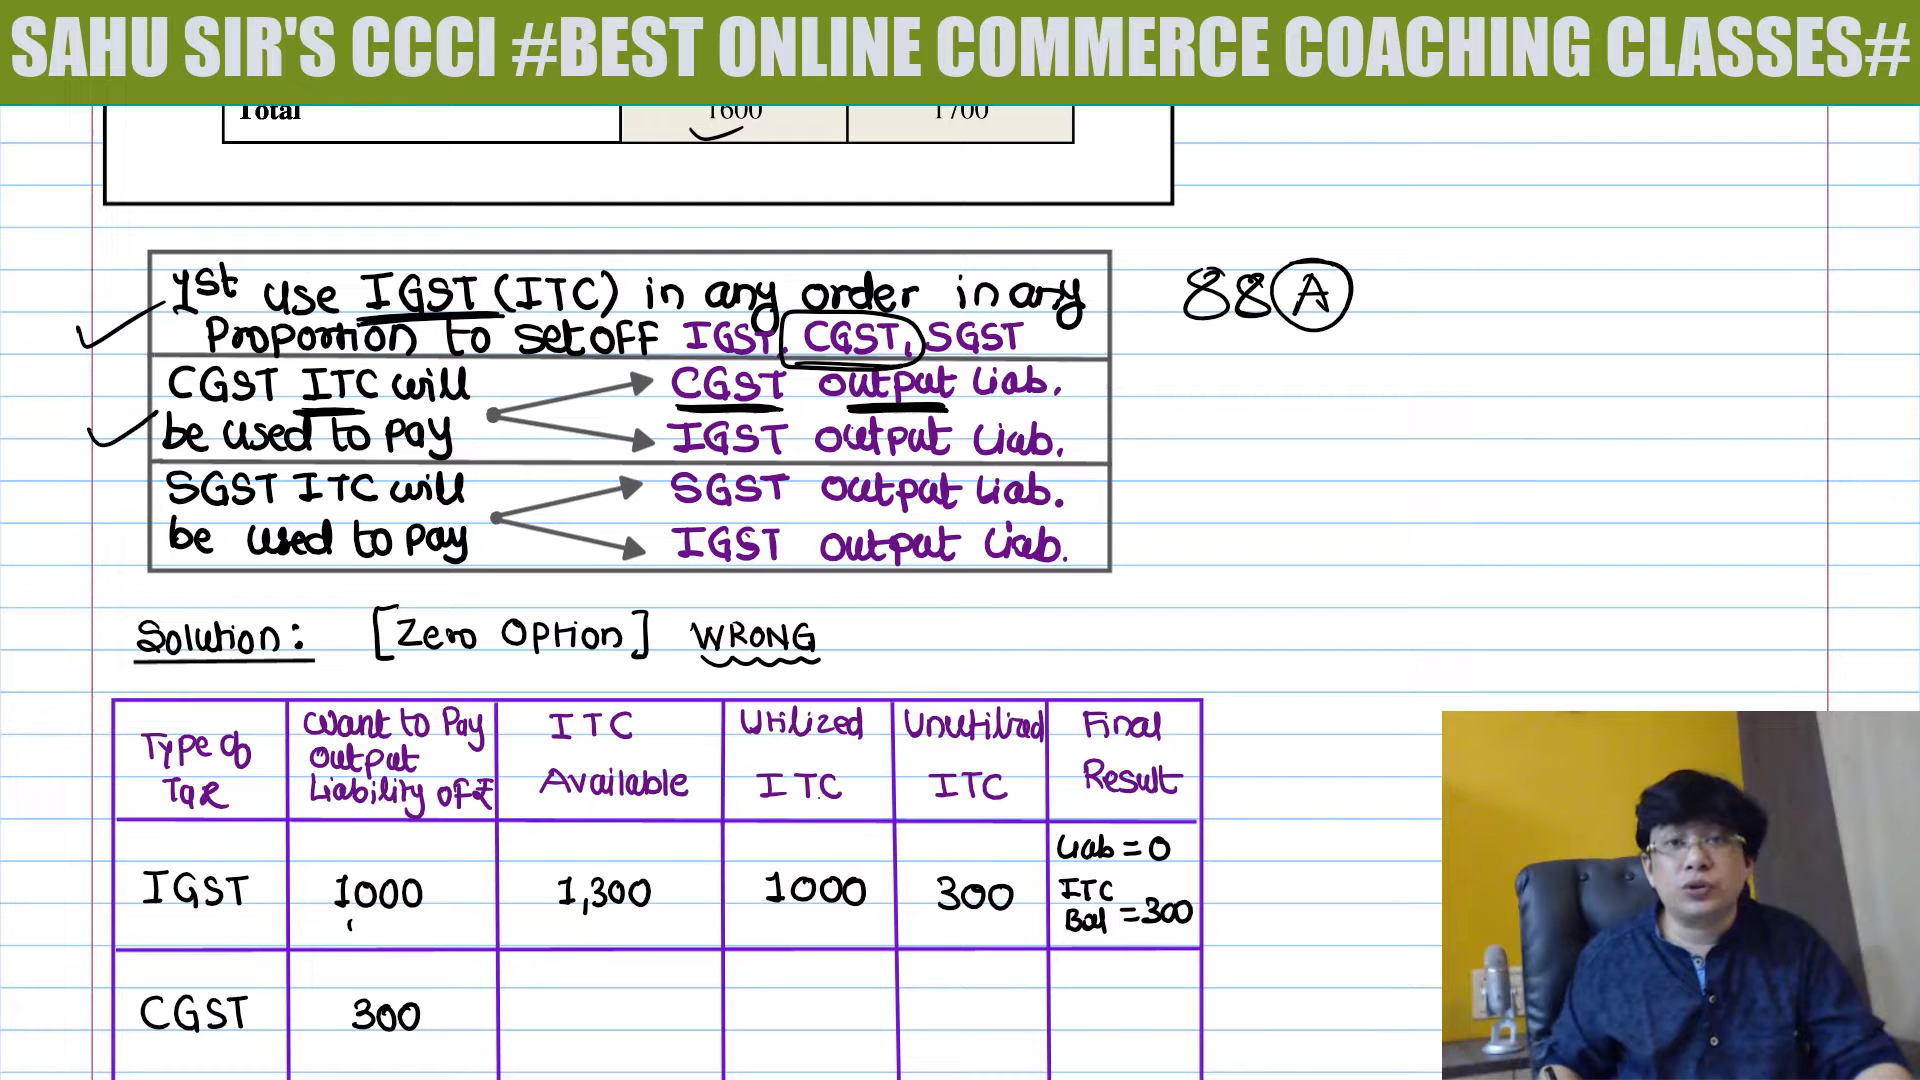 SAHU SIR'S CCCI #BEST ONLINE COMMERCE COACHING CLASSES#
Total 1600 1700
1st use IGST (ITC) in any order in any
Proportion to set off IGST, CGST, SGST
88 A
CGST ITC will
be used to pay
CGST output Liab.
IGST output Liab.
SGST ITC will
be used to pay
SGST output Liab.
IGST output Liab.
Solution: [Zero Option] WRONG
Type of
Tax
Want to Pay
output
Liability of ₹
ITC
Available
Utilized
ITC
Unutilized
ITC
Final
Result
IGST 1000 1,300 1000 300
Liab = 0
ITC
Bal = 300
CGST 300